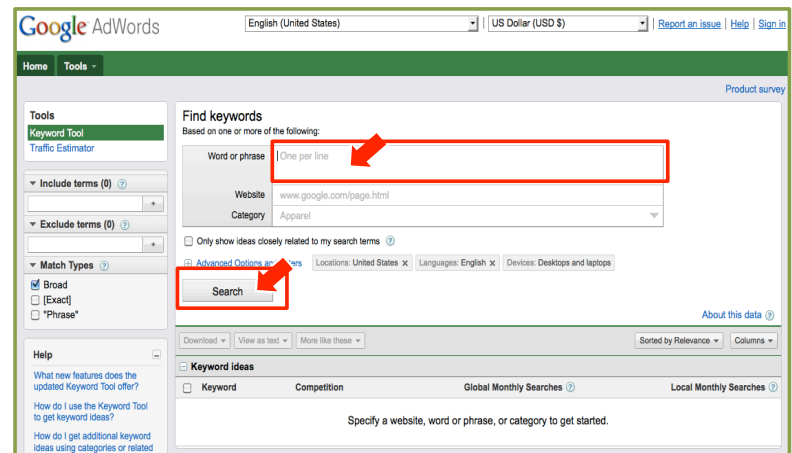 Google AdWords
English (United States) | US Dollar (USD $) | Report an issue | Help | Sign in
Home Tools
Product survey
Tools
Keyword Tool
Traffic Estimator
Include terms (0) ?
+
Exclude terms (0) ?
+
Match Types ?
Broad
[Exact]
"Phrase"
Help
What new features does the
updated Keyword Tool offer?
How do I use the Keyword Tool
to get keyword ideas?
How do I get additional keyword
ideas using categories or related
Find keywords
Based on one or more of the following:
Word or phrase One per line
Website www.google.com/page.html
Category Apparel
Only show ideas closely related to my search terms ?
Advanced Options Locations: United States x Languages: English x Devices: Desktops and laptops
Search
About this data ?
Download View as text More like these Sorted by Relevance Columns
Keyword ideas
Keyword Competition Global Monthly Searches ? Local Monthly Searches ?
Specify a website, word or phrase, or category to get started.